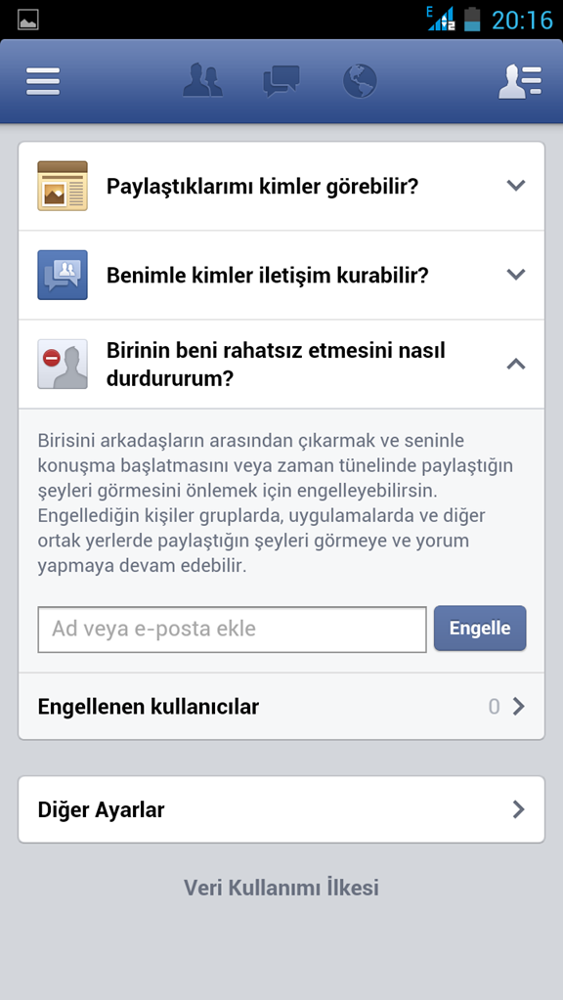 E
2
20:16
Paylaştıklarımı kimler görebilir?
Benimle kimler iletişim kurabilir?
Birinin beni rahatsız etmesini nasıl
durdururum?
Birisini arkadaşların arasından çıkarmak ve seninle
konuşma başlatmasını veya zaman tünelinde paylaştığın
şeyleri görmesini önlemek için engelleyebilirsin.
Engellediğin kişiler gruplarda, uygulamalarda ve diğer
ortak yerlerde paylaştığın şeyleri görmeye ve yorum
yapmaya devam edebilir.
Ad veya e-posta ekle
Engelle
Engellenen kullanıcılar 0
Diğer Ayarlar
Veri Kullanımı İlkesi